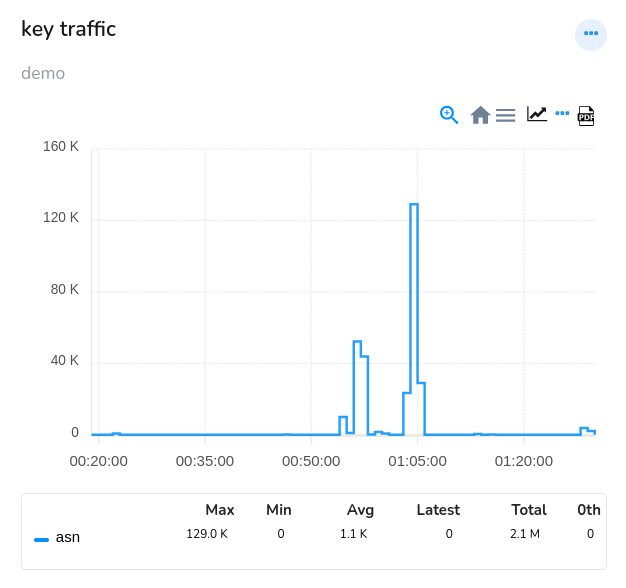 key traffic
demo
PDF
160 K
120 K
80 K
40 K
0
00:20:00 00:35:00 00:50:00 01:05:00 01:20:00
Max Min Avg Latest Total 0th
asn 129.0 K 0 1.1 K 0 2.1 M 0